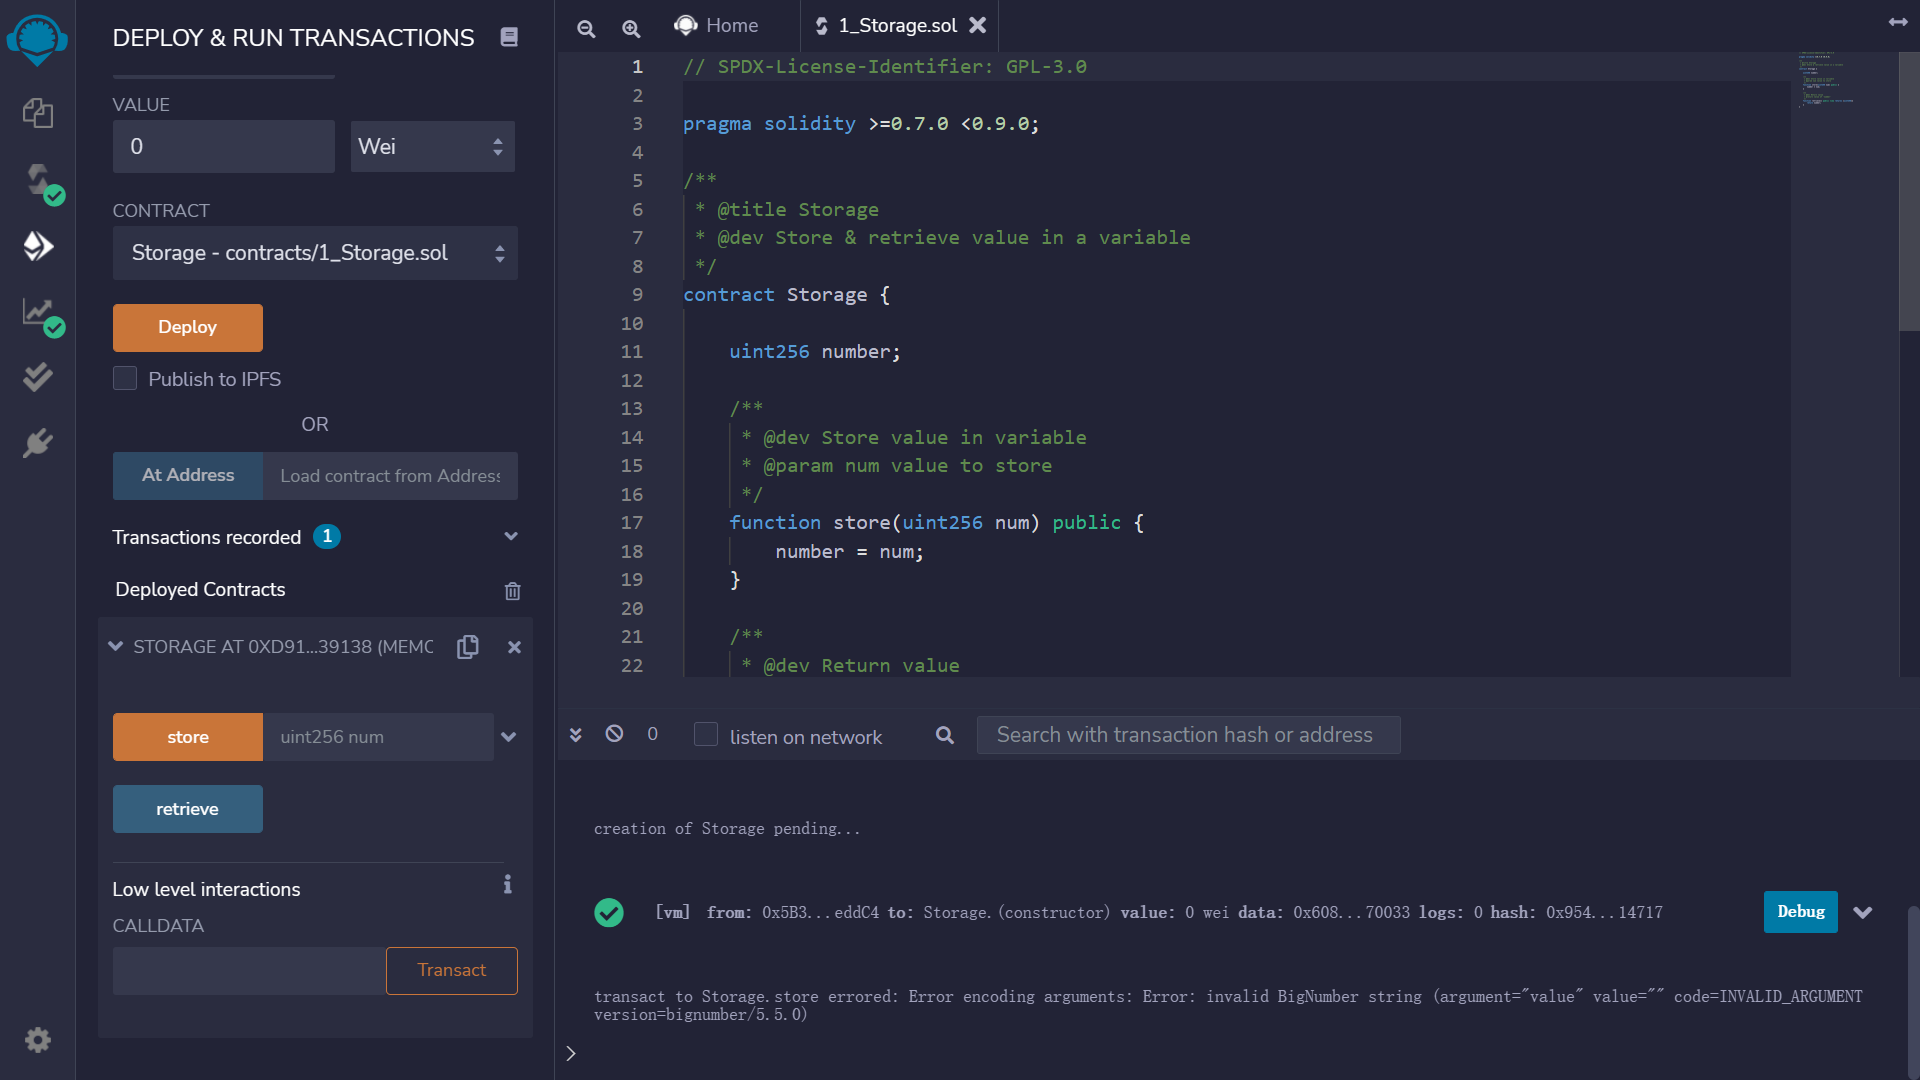 DEPLOY & RUN TRANSACTIONS
VALUE
0
Wei
CONTRACT
Storage - contracts/1_Storage.sol
Deploy
Publish to IPFS
OR
At Address
Load contract from Address
Transactions recorded 1
Deployed Contracts
STORAGE AT 0XD91...39138 (MEMO
store
uint256 num
retrieve
Low level interactions
CALLDATA
Transact
Home
1_Storage.sol
1 // SPDX-License-Identifier: GPL-3.0
2
3 pragma solidity >=0.7.0 <0.9.0;
4
5 /**
6 * @title Storage
7 * @dev Store & retrieve value in a variable
8 */
9 contract Storage {
10
11 uint256 number;
12
13 /**
14 * @dev Store value in variable
15 * @param num value to store
16 */
17 function store(uint256 num) public {
18 number = num;
19 }
20
21 /**
22 * @dev Return value
0
listen on network
Search with transaction hash or address
creation of Storage pending...
[vm] from: 0x5B3...eddC4 to: Storage.(constructor) value: 0 wei data: 0x608...70033 logs: 0 hash: 0x954...14717
Debug
transact to Storage.store errored: Error encoding arguments: Error: invalid BigNumber string (argument="value" value="" code=INVALID_ARGUMENT
version=bignumber/5.5.0)
>